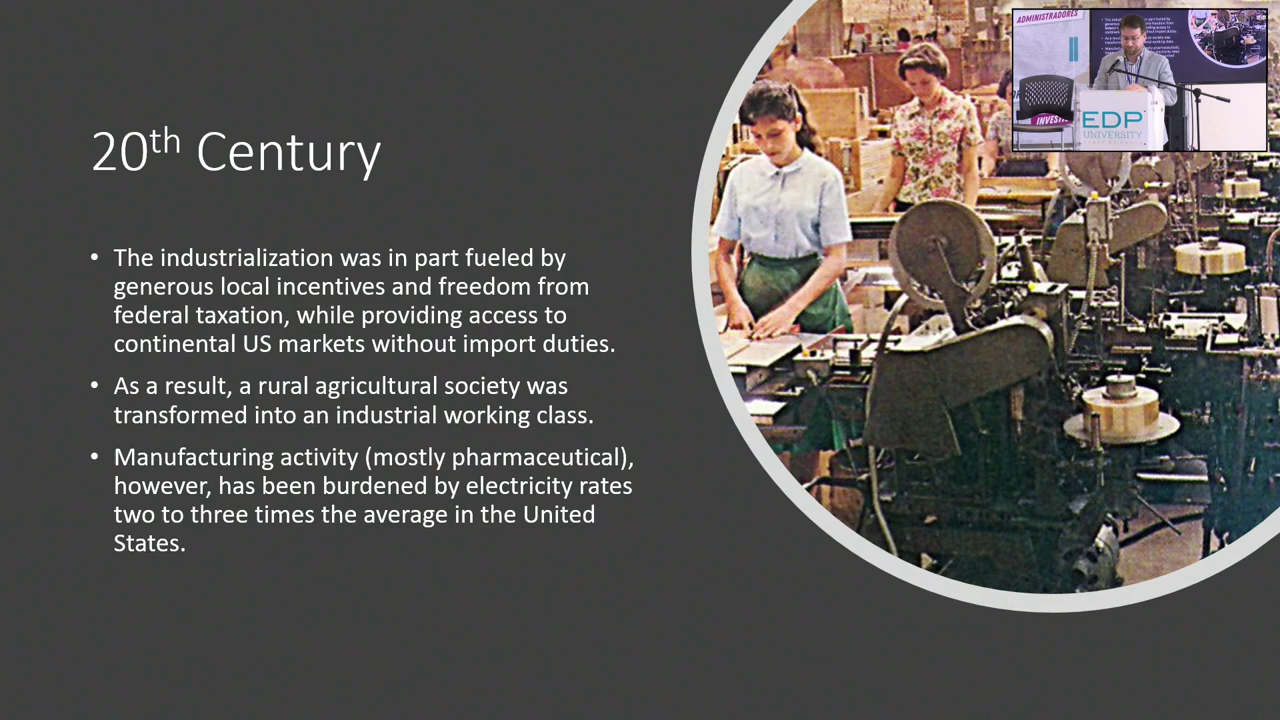 20th Century
• The industrialization was in part fueled by
generous local incentives and freedom from
federal taxation, while providing access to
continental US markets without import duties.
• As a result, a rural agricultural society was
transformed into an industrial working class.
• Manufacturing activity (mostly pharmaceutical),
however, has been burdened by electricity rates
two to three times the average in the United
States.
ADMINISTRADORES
EDP
UNIVERSITY